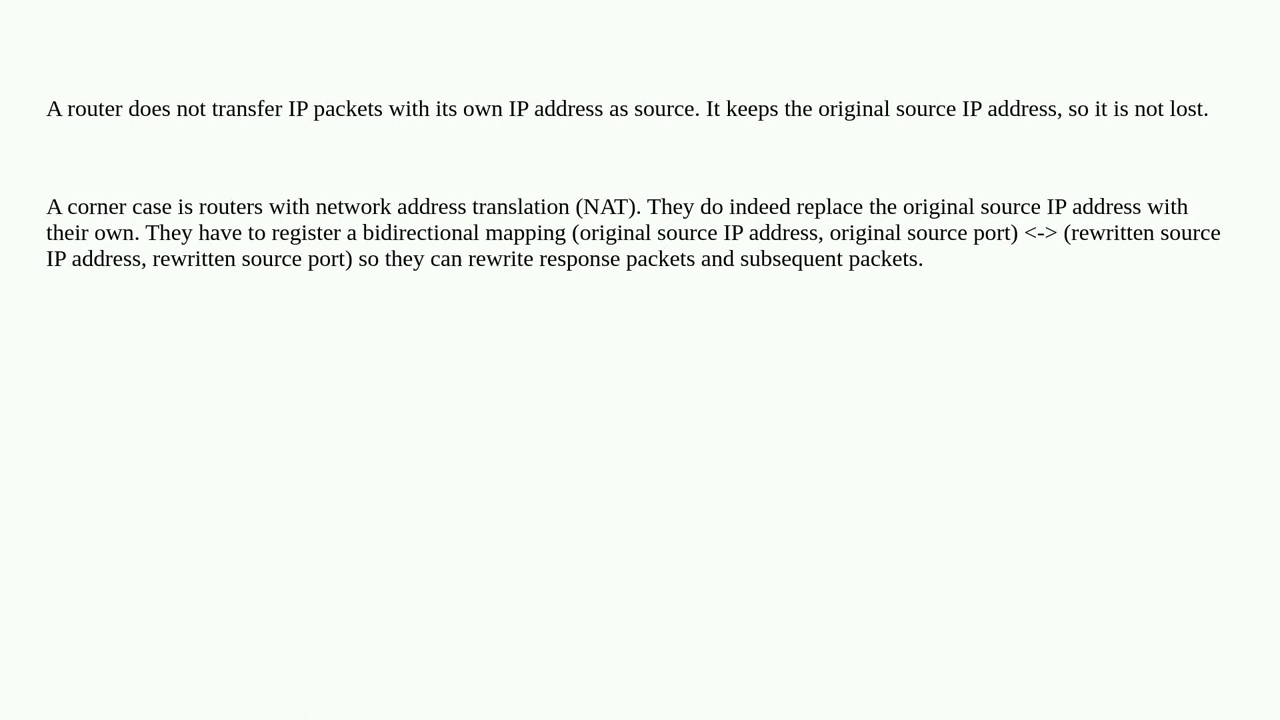 A router does not transfer IP packets with its own IP address as source. It keeps the original source IP address, so it is not lost.
A corner case is routers with network address translation (NAT). They do indeed replace the original source IP address with
their own. They have to register a bidirectional mapping (original source IP address, original source port) <-> (rewritten source
IP address, rewritten source port) so they can rewrite response packets and subsequent packets.